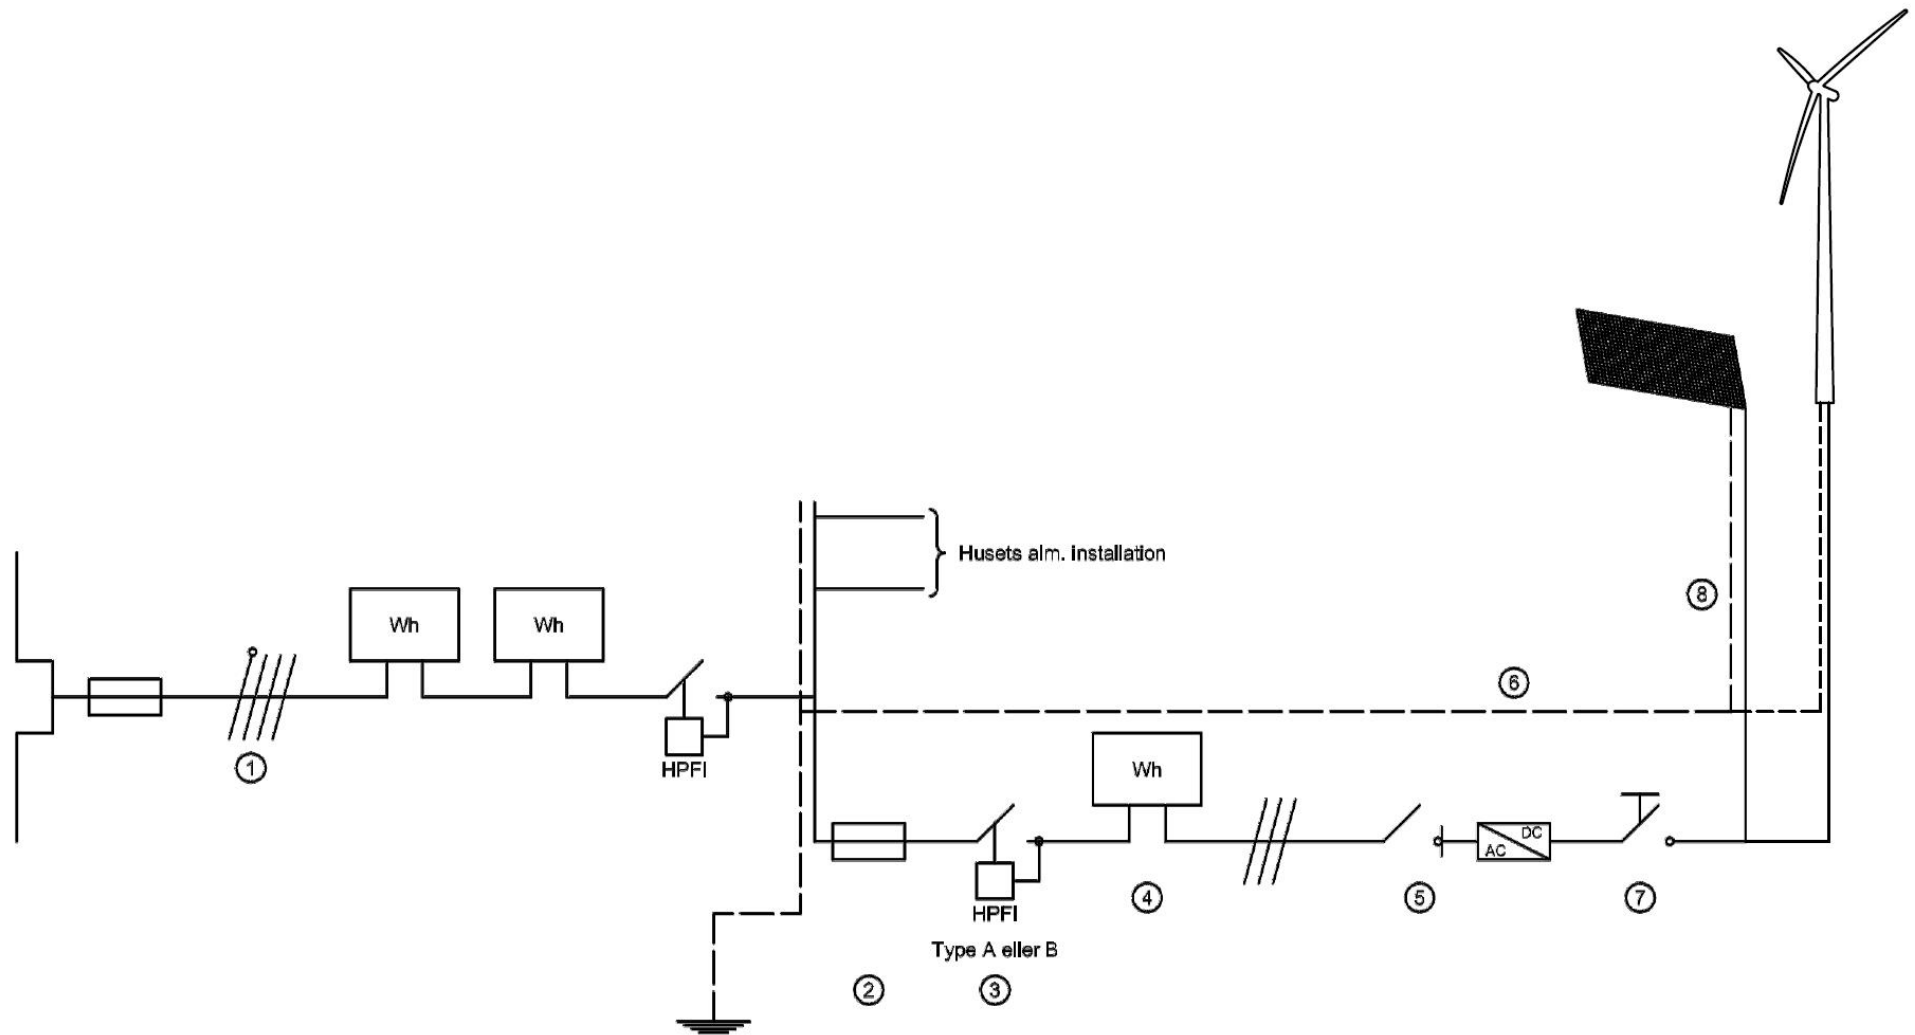 Husets alm. installation
Wh
Wh
8
6
1
HPFI
Wh
DC
AC
HPFI
4
5
7
Type A eller B
2
3